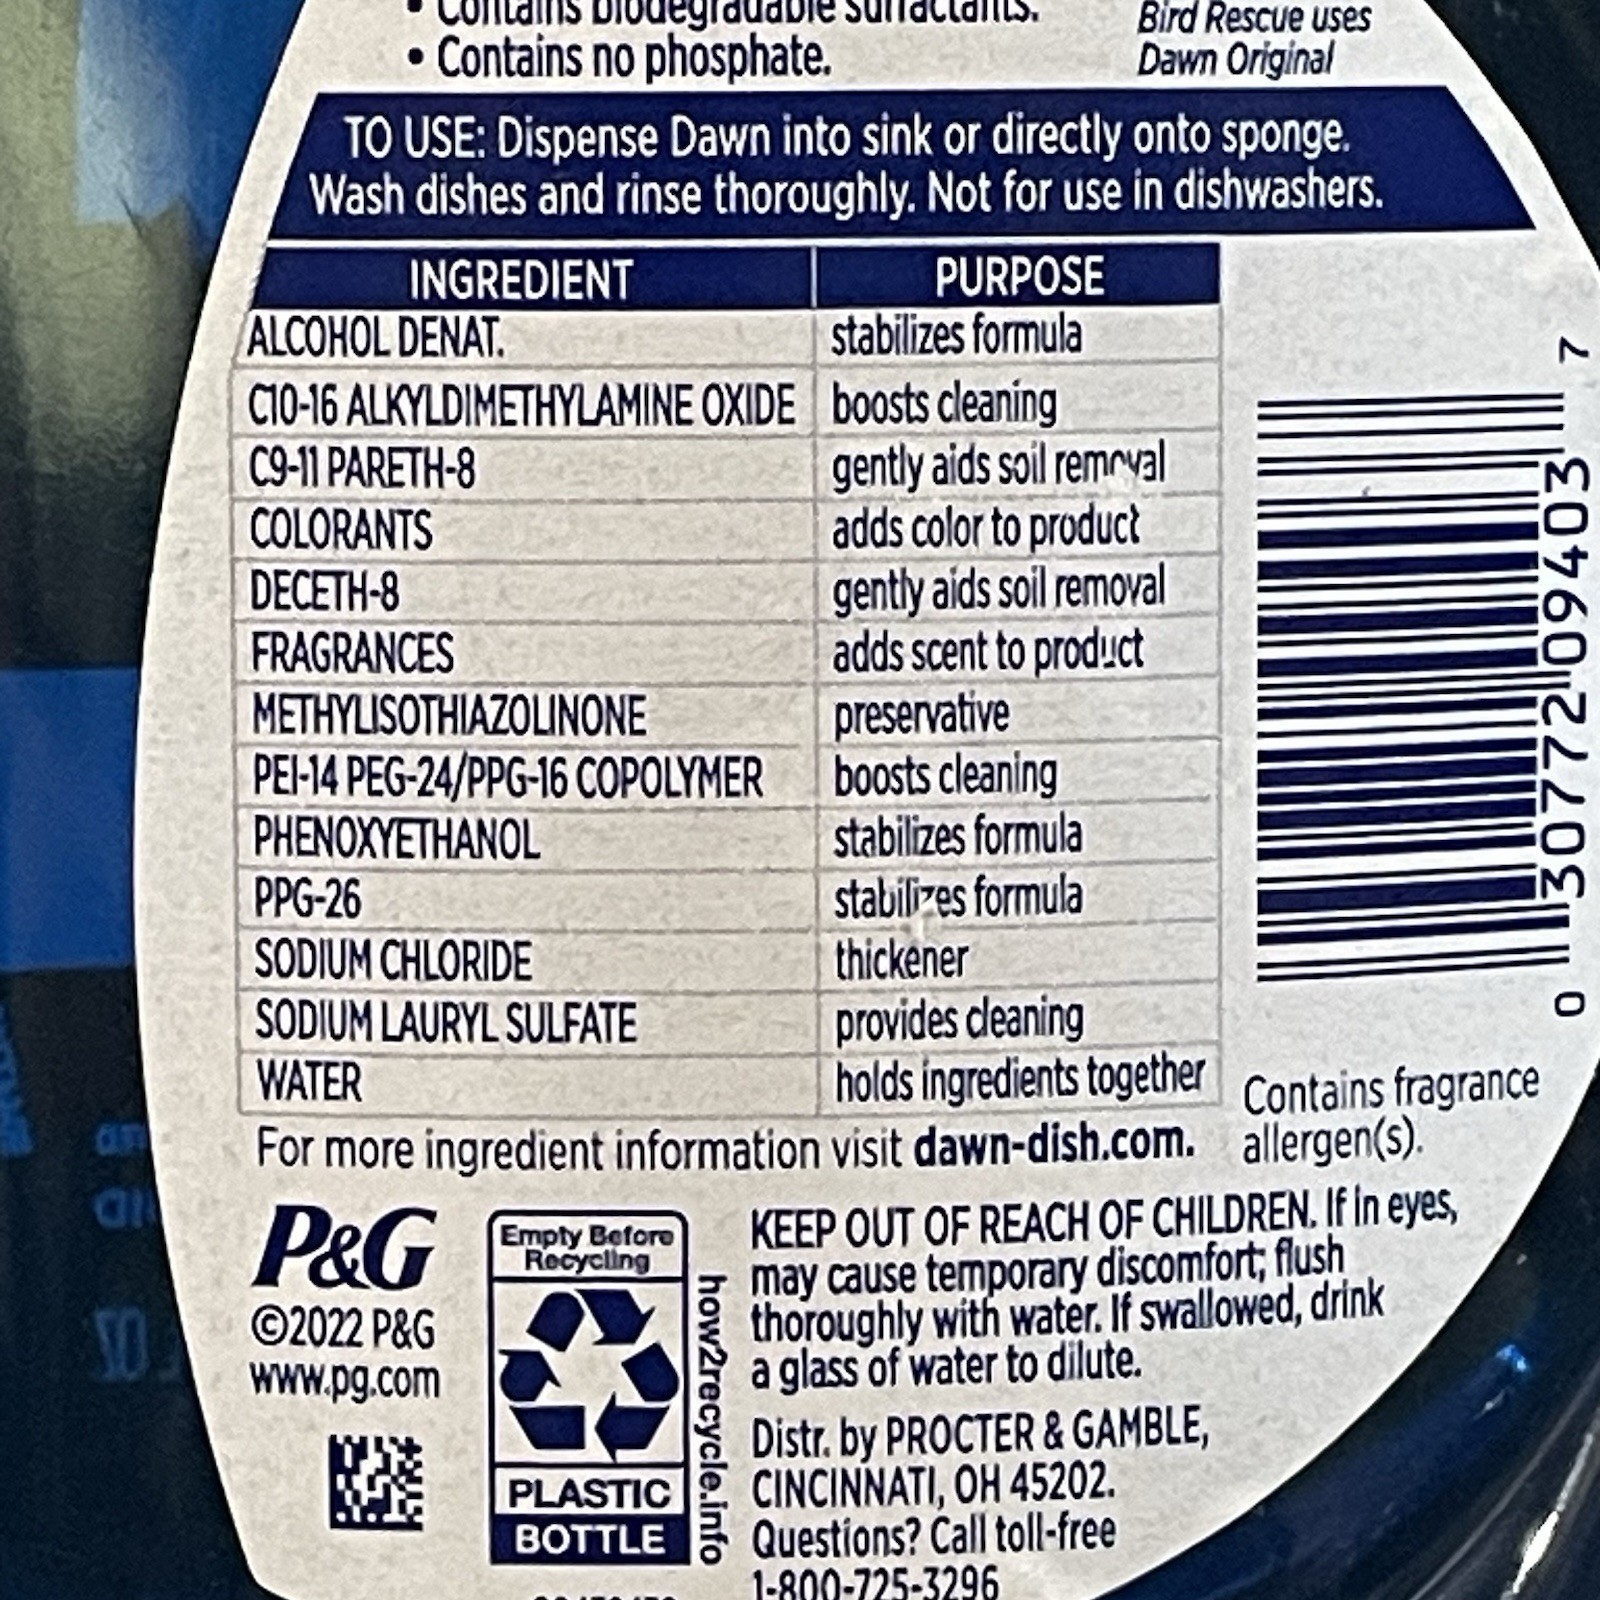 • Contains biodegradable surfactants.
• Contains no phosphate.
Bird Rescue uses
Dawn Original
TO USE: Dispense Dawn into sink or directly onto sponge.
Wash dishes and rinse thoroughly. Not for use in dishwashers.
INGREDIENT PURPOSE
ALCOHOL DENAT. stabilizes formula
C10-16 ALKYLDIMETHYLAMINE OXIDE boosts cleaning
C9-11 PARETH-8 gently aids soil removal
COLORANTS adds color to product
DECETH-8 gently aids soil removal
FRAGRANCES adds scent to product
METHYLISOTHIAZOLINONE preservative
PEI-14 PEG-24/PPG-16 COPOLYMER boosts cleaning
PHENOXYETHANOL stabilizes formula
PPG-26 stabilizes formula
SODIUM CHLORIDE thickener
SODIUM LAURYL SULFATE provides cleaning
WATER holds ingredients together
0 30772 09403 7
For more ingredient information visit dawn-dish.com.
Contains fragrance
allergen(s).
P&G
©2022 P&G
www.pg.com
Empty Before
Recycling
PLASTIC
BOTTLE
how2recycle.info
KEEP OUT OF REACH OF CHILDREN. If in eyes,
may cause temporary discomfort; flush
thoroughly with water. If swallowed, drink
a glass of water to dilute.
Distr. by PROCTER & GAMBLE,
CINCINNATI, OH 45202.
Questions? Call toll-free
1-800-725-3296